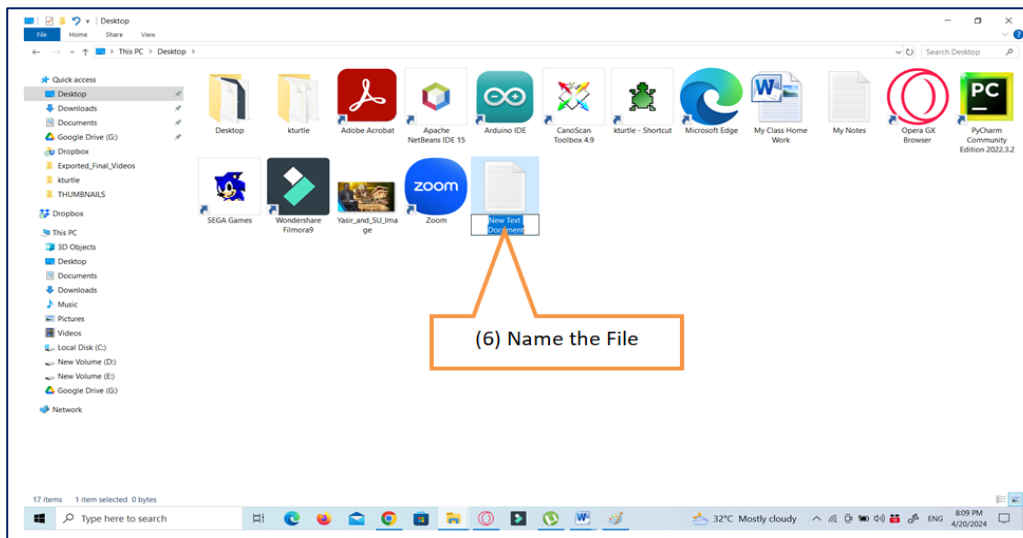 Desktop
File Home Share View
This PC > Desktop >
Search Desktop
Quick access
Desktop
Downloads
Documents
Google Drive (G:)
Dropbox
Exported_Final_Videos
kturtle
THUMBNAILS
Dropbox
This PC
3D Objects
Desktop
Documents
Downloads
Music
Pictures
Videos
Local Disk (C:)
New Volume (D:)
New Volume (E:)
Google Drive (G:)
Network
PC
Desktop kturtle Adobe Acrobat Apache Arduino IDE CanoScan kturtle - Shortcut Microsoft Edge My Class Home My Notes Opera GX PyCharm
NetBeans IDE 15 Toolbox 4.9 Work Browser Community
Edition 2022.3.2
zoom
SEGA Games Wondershare Yasir_and_SU_Ima Zoom New Text
Filmora9 ge Document
(6) Name the File
17 items 1 item selected 0 bytes
Type here to search
32°C Mostly cloudy
ENG
8:09 PM
4/20/2024